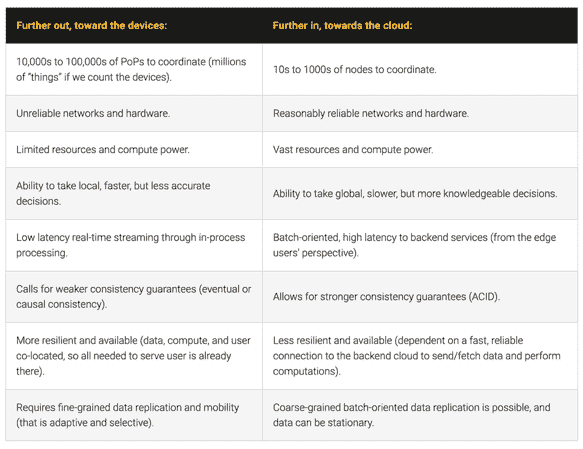 Further out, toward the devices:
Further in, towards the cloud:
10,000s to 100,000s of PoPs to coordinate (millions
of "things" if we count the devices).
10s to 1000s of nodes to coordinate.
Unreliable networks and hardware.
Reasonably reliable networks and hardware.
Limited resources and compute power.
Vast resources and compute power.
Ability to take local, faster, but less accurate
decisions.
Ability to take global, slower, but more knowledgeable decisions.
Low latency real-time streaming through in-process
processing.
Batch-oriented, high latency to backend services (from the edge
users' perspective).
Calls for weaker consistency guarantees (eventual or
causal consistency).
Allows for stronger consistency guarantees (ACID).
More resilient and available (data, compute, and user
co-located, so all needed to serve user is already
there).
Less resilient and available (dependent on a fast, reliable
connection to the backend cloud to send/fetch data and perform
computations).
Requires fine-grained data replication and mobility
(that is adaptive and selective).
Coarse-grained batch-oriented data replication is possible, and
data can be stationary.